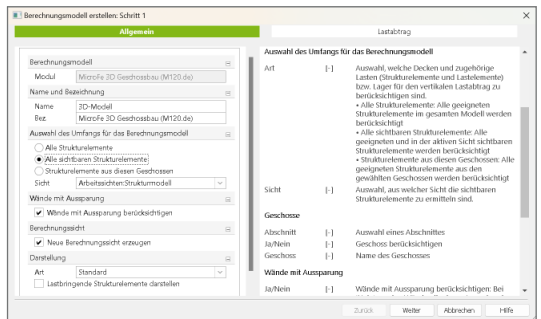 Berechnungsmodell erstellen: Schritt 1
Allgemein
Lastabtrag
Berechnungsmodell
Modul MicroFe 3D Geschossbau (M120.de)
Name und Bezeichnung
Name 3D-Modell
Bez. MicroFe 3D Geschossbau (M120.de)
Auswahl des Umfangs für das Berechnungsmodell
Alle Strukturelemente
Alle sichtbaren Strukturelemente
Strukturelemente aus diesen Geschossen
Sicht Arbeitssichten:Strukturmodell
Wände mit Aussparung
Wände mit Aussparung berücksichtigen
Berechnungssicht
Neue Berechnungssicht erzeugen
Darstellung
Art Standard
Lastbringende Strukturelemente darstellen
Auswahl des Umfangs für das Berechnungsmodell
Art [-] Auswahl, welche Decken und zugehörige
Lasten (Strukturelemente und Lastelemente)
bzw. Lager für den vertikalen Lastabtrag zu
berücksichtigen sind.
• Alle Strukturelemente: Alle geeigneten
Strukturelemente im gesamten Modell werden
berücksichtigt
• Alle sichtbaren Strukturelemente: Alle
geeigneten und in der aktiven Sicht sichtbaren
Strukturelemente werden berücksichtigt
• Strukturelemente aus diesen Geschossen: Alle
geeigneten Strukturelemente aus den
gewählten Geschossen werden berücksichtigt
Sicht [-] Auswahl, aus welcher Sicht die sichtbaren
Strukturelemente zu ermitteln sind.
Geschosse
Abschnitt [-] Auswahl eines Abschnittes
Ja/Nein [-] Geschoss berücksichtigen
Geschoss [-] Name des Geschosses
Wände mit Aussparung
Ja/Nein [-] Wände mit Aussparung berücksichtigen: Bei
Zurück Weiter Abbrechen Hilfe